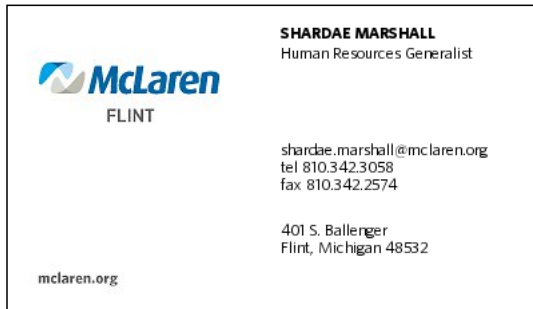 McLaren
FLINT
mclaren.org
SHARDAE MARSHALL
Human Resources Generalist
shardae.marshall@mclaren.org
tel 810.342.3058
fax 810.342.2574
401 S. Ballenger
Flint, Michigan 48532